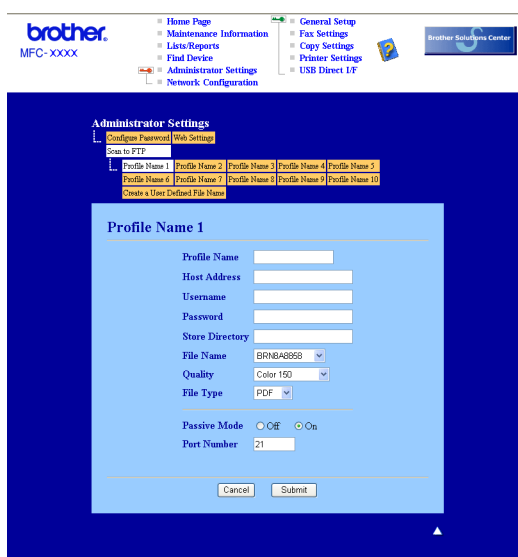 brother.
MFC- XXXX
Home Page
Maintenance Information
Lists/Reports
Find Device
Administrator Settings
Network Configuration
General Setup
Fax Settings
Copy Settings
Printer Settings
USB Direct I/F
Brother Solutions Center
Administrator Settings
Configure Password Web Settings
Scan to FTP
Profile Name 1 Profile Name 2 Profile Name 3 Profile Name 4 Profile Name 5
Profile Name 6 Profile Name 7 Profile Name 8 Profile Name 9 Profile Name 10
Create a User Defined File Name
Profile Name 1
Profile Name
Host Address
Username
Password
Store Directory
File Name BRN8A8858
Quality Color 150
File Type PDF
Passive Mode Off On
Port Number 21
Cancel Submit